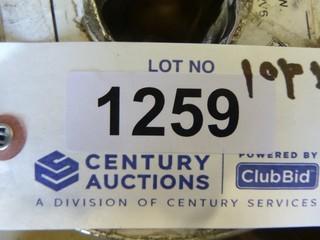 LOT NO
1259
CENTURY
AUCTIONS
POWERED BY
ClubBid
A DIVISION OF CENTURY SERVICES